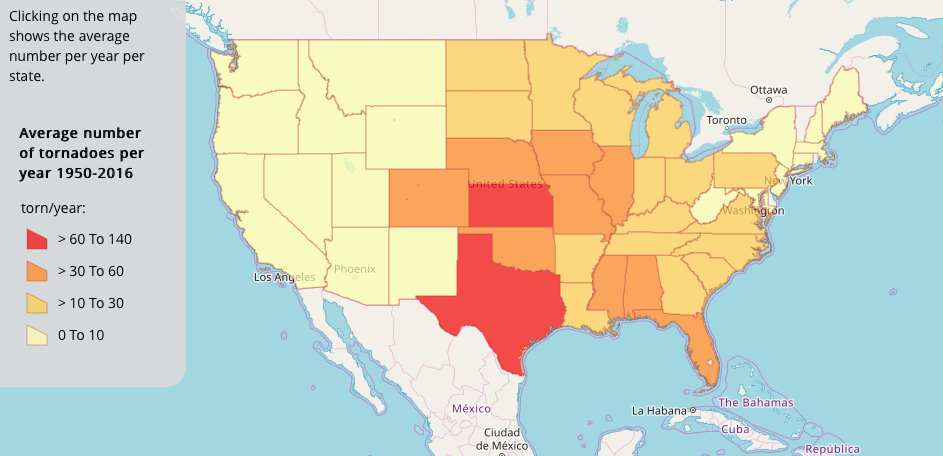 Clicking on the map
shows the average
number per year per
state.
Average number
of tornadoes per
year 1950-2016
torn/year:
> 60 To 140
> 30 To 60
> 10 To 30
0 To 10
Ottawa
Toronto
United States
New York
Washington
Phoenix
Los Angeles
La Habana
The Bahamas
México
Cuba
Ciudad
de México
República